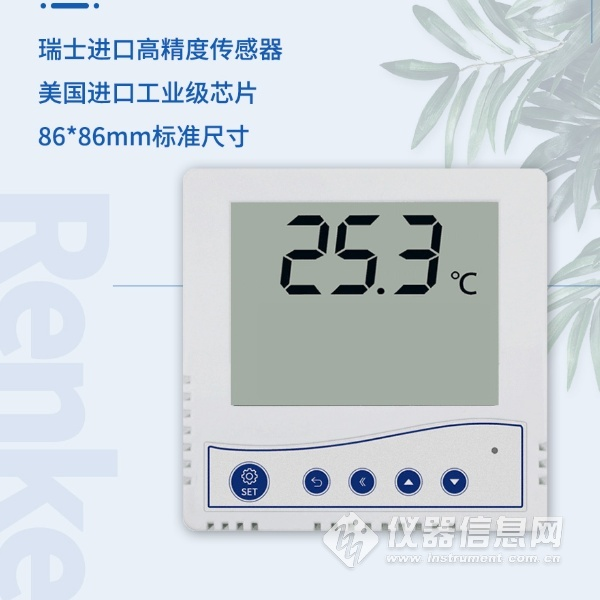 瑞士进口高精度传感器
美国进口工业级芯片
86*86mm标准尺寸
Renke
25.3
℃
SET
仪器信息网
www.instrument.com.cn